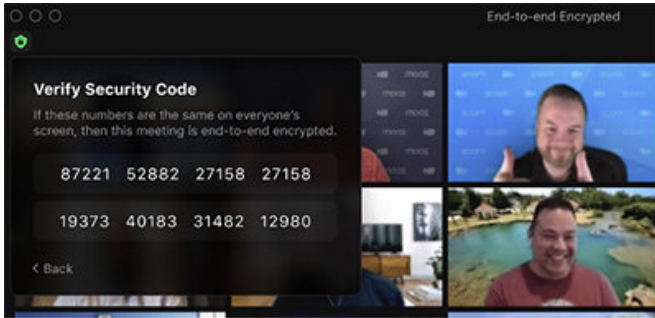 End-to-end Encrypted
Verify Security Code
If these numbers are the same on everyone's
screen, then this meeting is end-to-end encrypted.
87221 52882 27158 27158
19373 40183 31482 12980
< Back